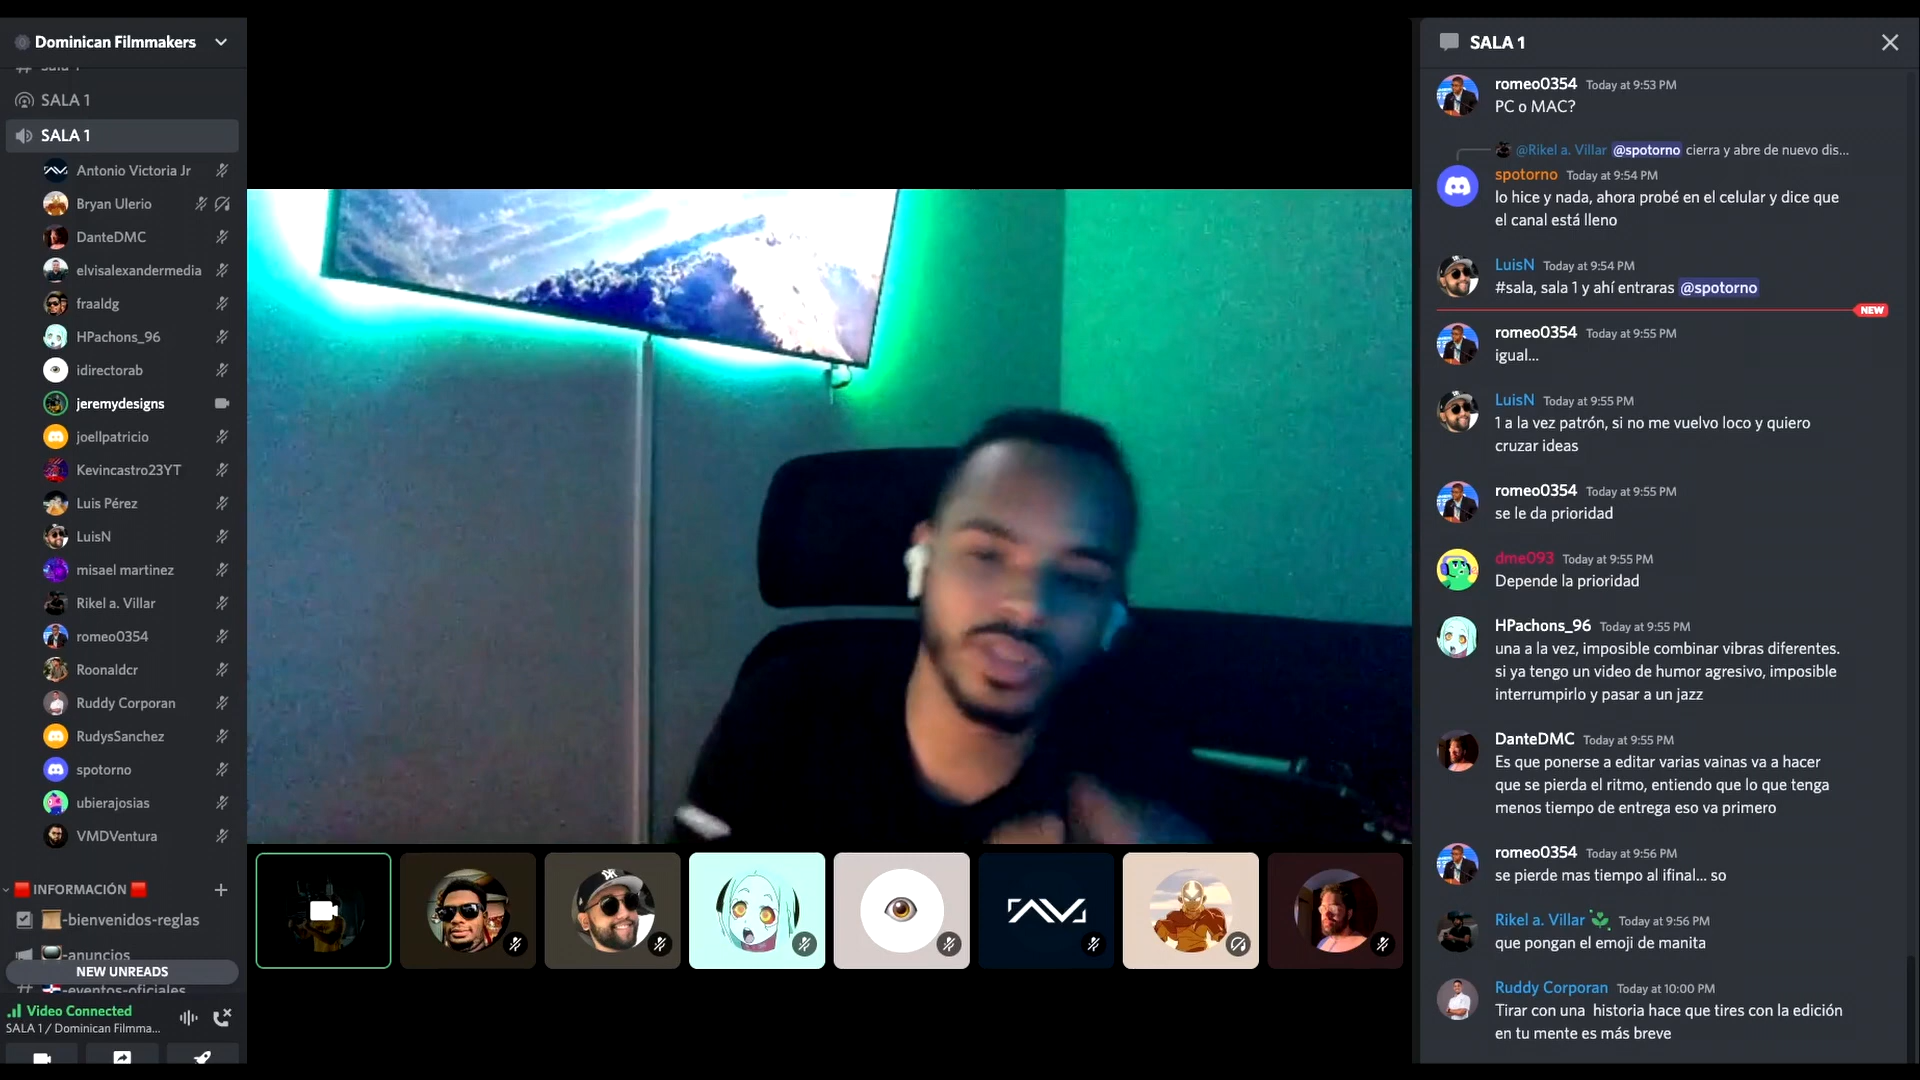 Dominican Filmmakers
sala 1
SALA 1
SALA 1
Antonio Victoria Jr
Bryan Ulerio
DanteDMC
elvisalexandermedia
fraaldg
HPachons_96
idirectorab
jeremydesigns
joellpatricio
Kevincastro23YT
Luis Pérez
LuisN
misael martinez
Rikel a. Villar
romeo0354
Roonaldcr
Ruddy Corporan
RudysSanchez
spotorno
ubierajosias
VMDVentura
INFORMACIÓN
-bienvenidos-reglas
-anuncios
NEW UNREADS
-eventos-oficiales
Video Connected
SALA 1 / Dominican Filmma...
SALA 1
romeo0354 Today at 9:53 PM
PC o MAC?
@Rikel a. Villar @spotorno cierra y abre de nuevo dis...
spotorno Today at 9:54 PM
lo hice y nada, ahora probé en el celular y dice que
el canal está lleno
LuisN Today at 9:54 PM
#sala, sala 1 y ahí entraras @spotorno
NEW
romeo0354 Today at 9:55 PM
igual...
LuisN Today at 9:55 PM
1 a la vez patrón, si no me vuelvo loco y quiero
cruzar ideas
romeo0354 Today at 9:55 PM
se le da prioridad
dme093 Today at 9:55 PM
Depende la prioridad
HPachons_96 Today at 9:55 PM
una a la vez, imposible combinar vibras diferentes.
si ya tengo un video de humor agresivo, imposible
interrumpirlo y pasar a un jazz
DanteDMC Today at 9:55 PM
Es que ponerse a editar varias vainas va a hacer
que se pierda el ritmo, entiendo que lo que tenga
menos tiempo de entrega eso va primero
romeo0354 Today at 9:56 PM
se pierde mas tiempo al ifinal... so
Rikel a. Villar Today at 9:56 PM
que pongan el emoji de manita
Ruddy Corporan Today at 10:00 PM
Tirar con una historia hace que tires con la edición
en tu mente es más breve